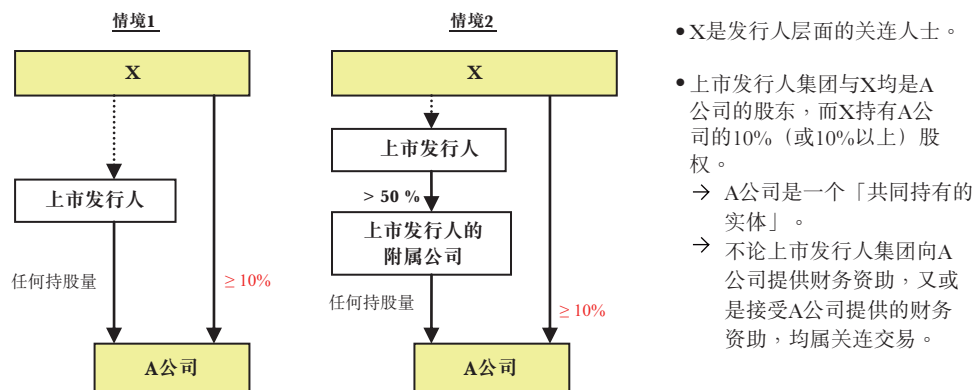 情境1
X
上市发行人
任何持股量
≥ 10%
A公司
情境2
X
上市发行人
> 50 %
上市发行人的
附属公司
任何持股量
≥ 10%
A公司
• X是发行人层面的关连人士。
• 上市发行人集团与X均是A
公司的股东，而X持有A公
司的10%（或10%以上）股
权。
→ A公司是一个「共同持有的
实体」。
→ 不论上市发行人集团向A
公司提供财务资助，又或
是接受A公司提供的财务
资助，均属关连交易。